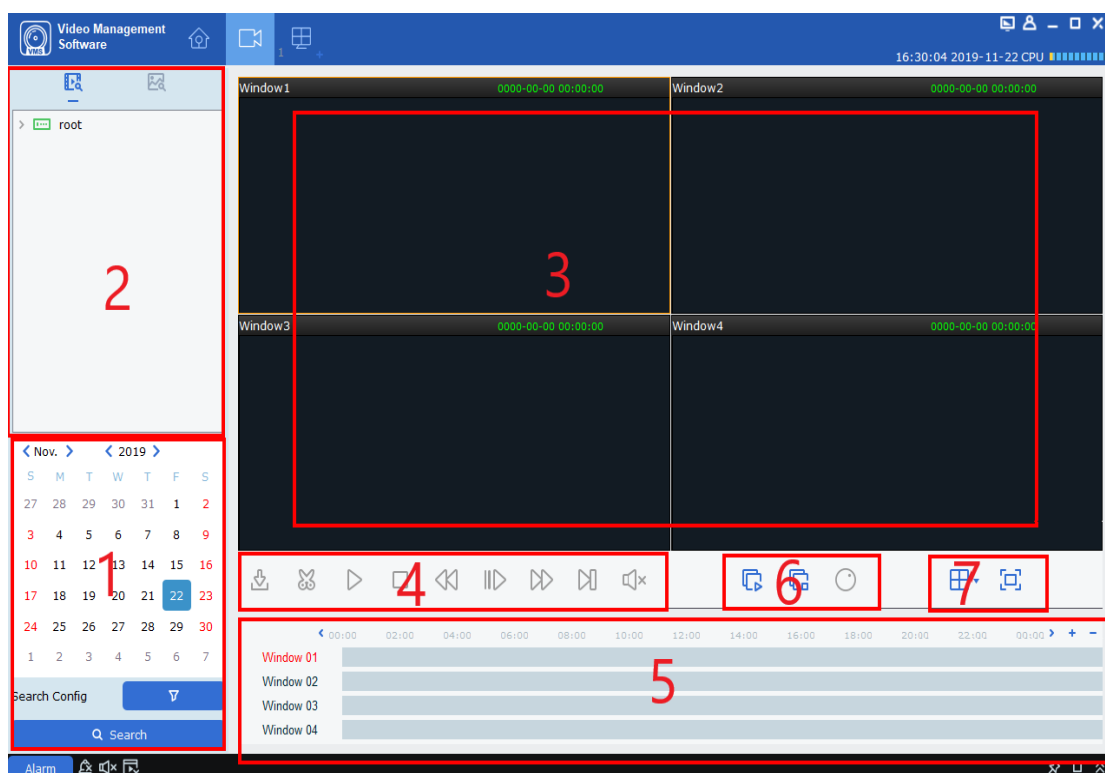 Video Management
Software
VMS
1
16:30:04 2019-11-22 CPU
root
2
Window1 0000-00-00 00:00:00
Window2 0000-00-00 00:00:00
3
Window3 0000-00-00 00:00:00
Window4 0000-00-00 00:00:00
Nov. 2019
S M T W T F S
27 28 29 30 31 1 2
3 4 5 6 7 8 9
10 11 12 13 14 15 16
17 18 19 20 21 22 23
24 25 26 27 28 29 30
1 2 3 4 5 6 7
1
Search Config
Search
4
6
7
00:00 02:00 04:00 06:00 08:00 10:00 12:00 14:00 16:00 18:00 20:00 22:00 00:00 + -
Window 01
Window 02
Window 03
Window 04
5
Alarm